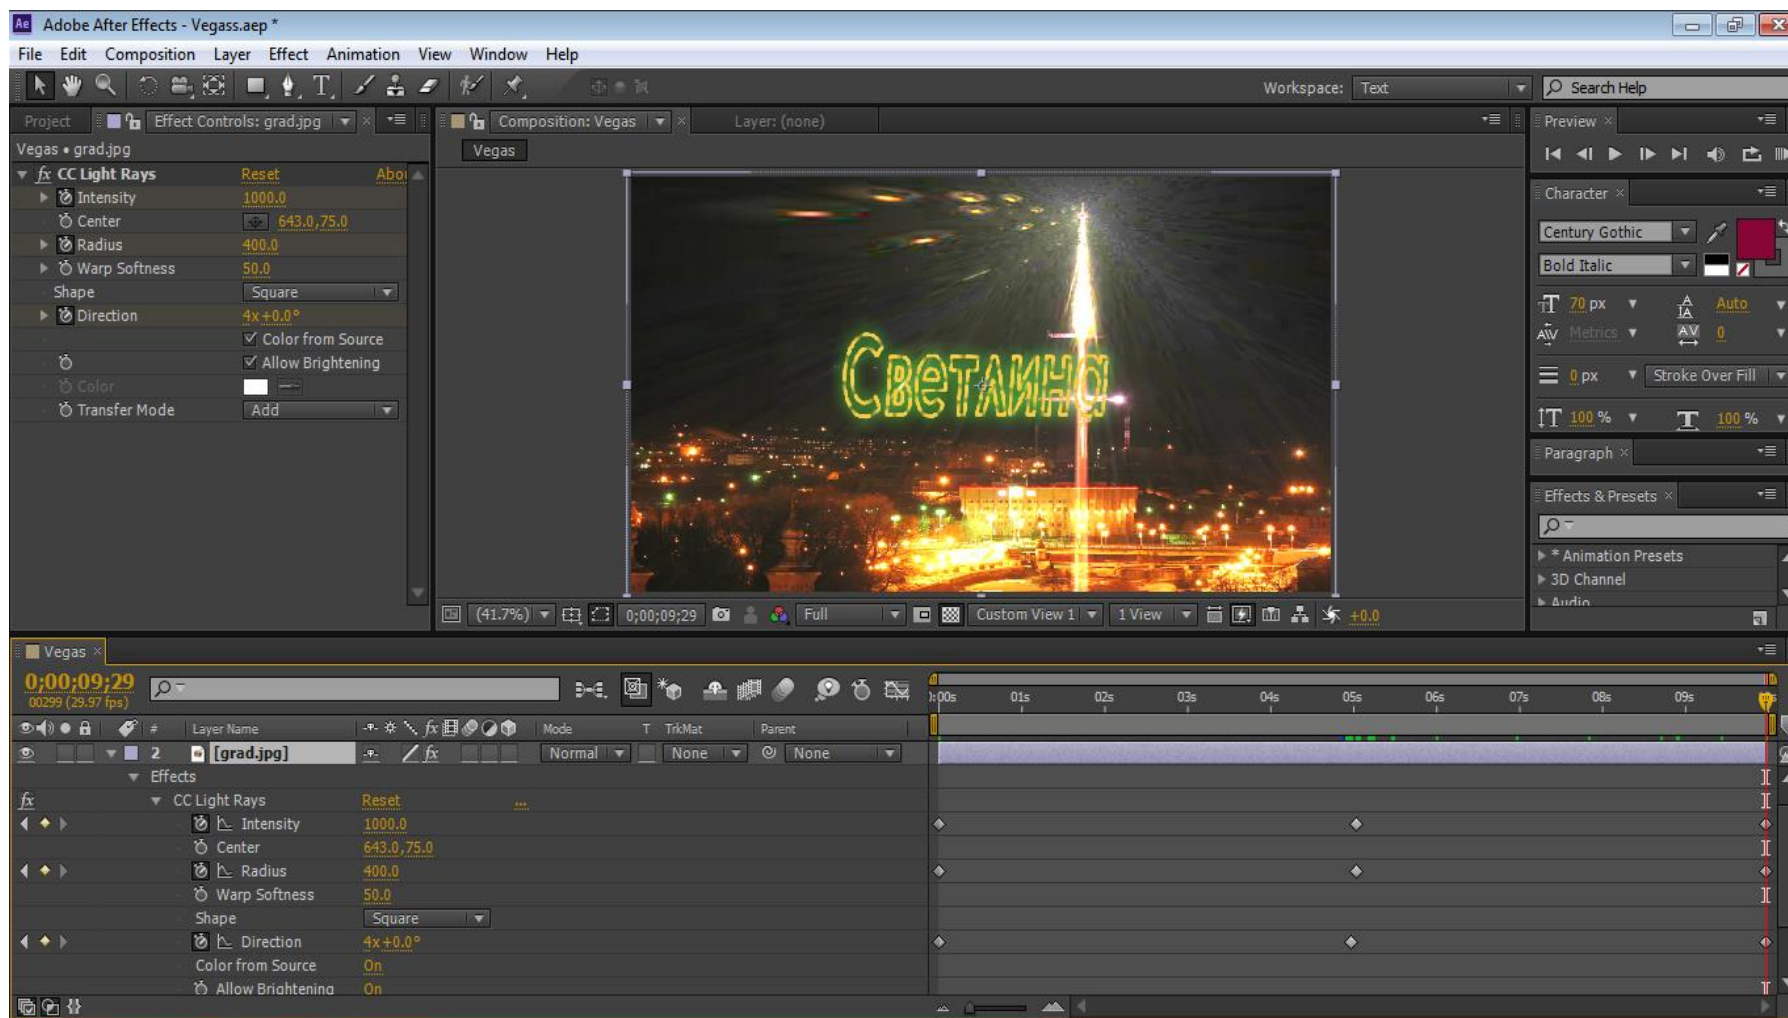 Ae Adobe After Effects - Vegass.aep *
File Edit Composition Layer Effect Animation View Window Help
Workspace: Text Search Help
Project Effect Controls: grad.jpg Composition: Vegas Layer: (none) Preview
Vegas • grad.jpg Vegas
fx CC Light Rays Reset
Intensity 1000.0
Center 643.0,75.0
Radius 400.0
Warp Softness 50.0
Shape Square
Direction 4x+0.0°
Color from Source
Allow Brightening
Color
Transfer Mode Add
Светлина
Character
Century Gothic
Bold Italic
70 px Auto
Metrics 0
0 px Stroke Over Fill
100 % 100 %
Paragraph
Effects & Presets
* Animation Presets
3D Channel
Audio
(41.7%) 0;00;09;29 Full Custom View 1 1 View +0.0
Vegas
0;00;09;29
00299 (29.97 fps)
):00s 01s 02s 03s 04s 05s 06s 07s 08s 09s
# Layer Name fx Mode T TrkMat Parent
2 [grad.jpg] fx Normal None None
Effects
fx CC Light Rays Reset ...
Intensity 1000.0
Center 643.0,75.0
Radius 400.0
Warp Softness 50.0
Shape Square
Direction 4x+0.0°
Color from Source On
Allow Brightening On